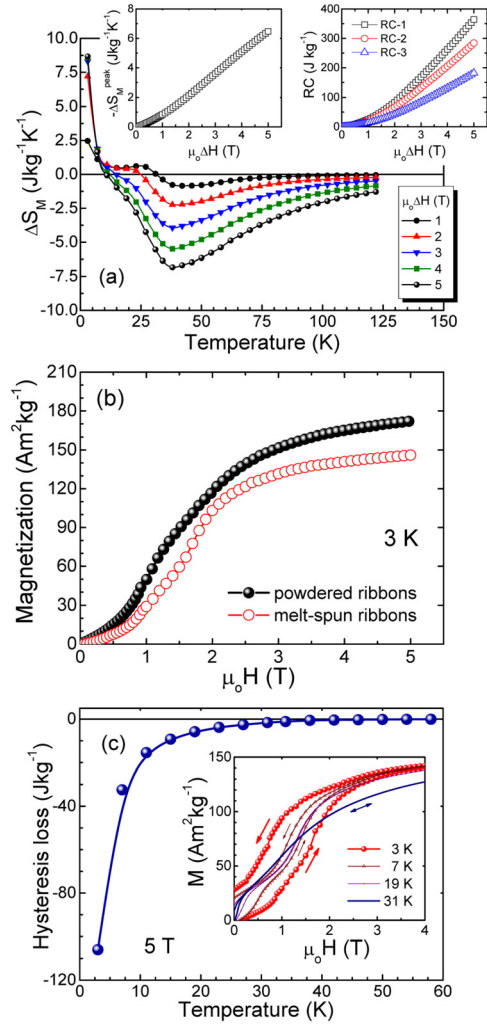 -ΔS_M^peak (Jkg⁻¹K⁻¹)
8
6
4
2
0
0 1 2 3 4 5 6
μ₀ΔH (T)
RC (J kg⁻¹)
400
300
200
100
0
RC-1
RC-2
RC-3
0 1 2 3 4 5
μ₀ΔH (T)
ΔS_M (Jkg⁻¹K⁻¹)
10.0
7.5
5.0
2.5
0.0
-2.5
-5.0
-7.5
-10.0
(a)
μ₀ΔH (T)
1
2
3
4
5
0 25 50 75 100 125 150
Temperature (K)
Magnetization (Am²kg⁻¹)
210
180
150
120
90
60
30
0
(b)
3 K
powdered ribbons
melt-spun ribbons
0 1 2 3 4 5
μ₀H (T)
Hysteresis loss (Jkg⁻¹)
0
-40
-80
-120
(c)
5 T
M (Am²kg⁻¹)
150
100
50
0
3 K
7 K
19 K
31 K
0 1 2 3 4
μ₀H (T)
0 10 20 30 40 50 60
Temperature (K)